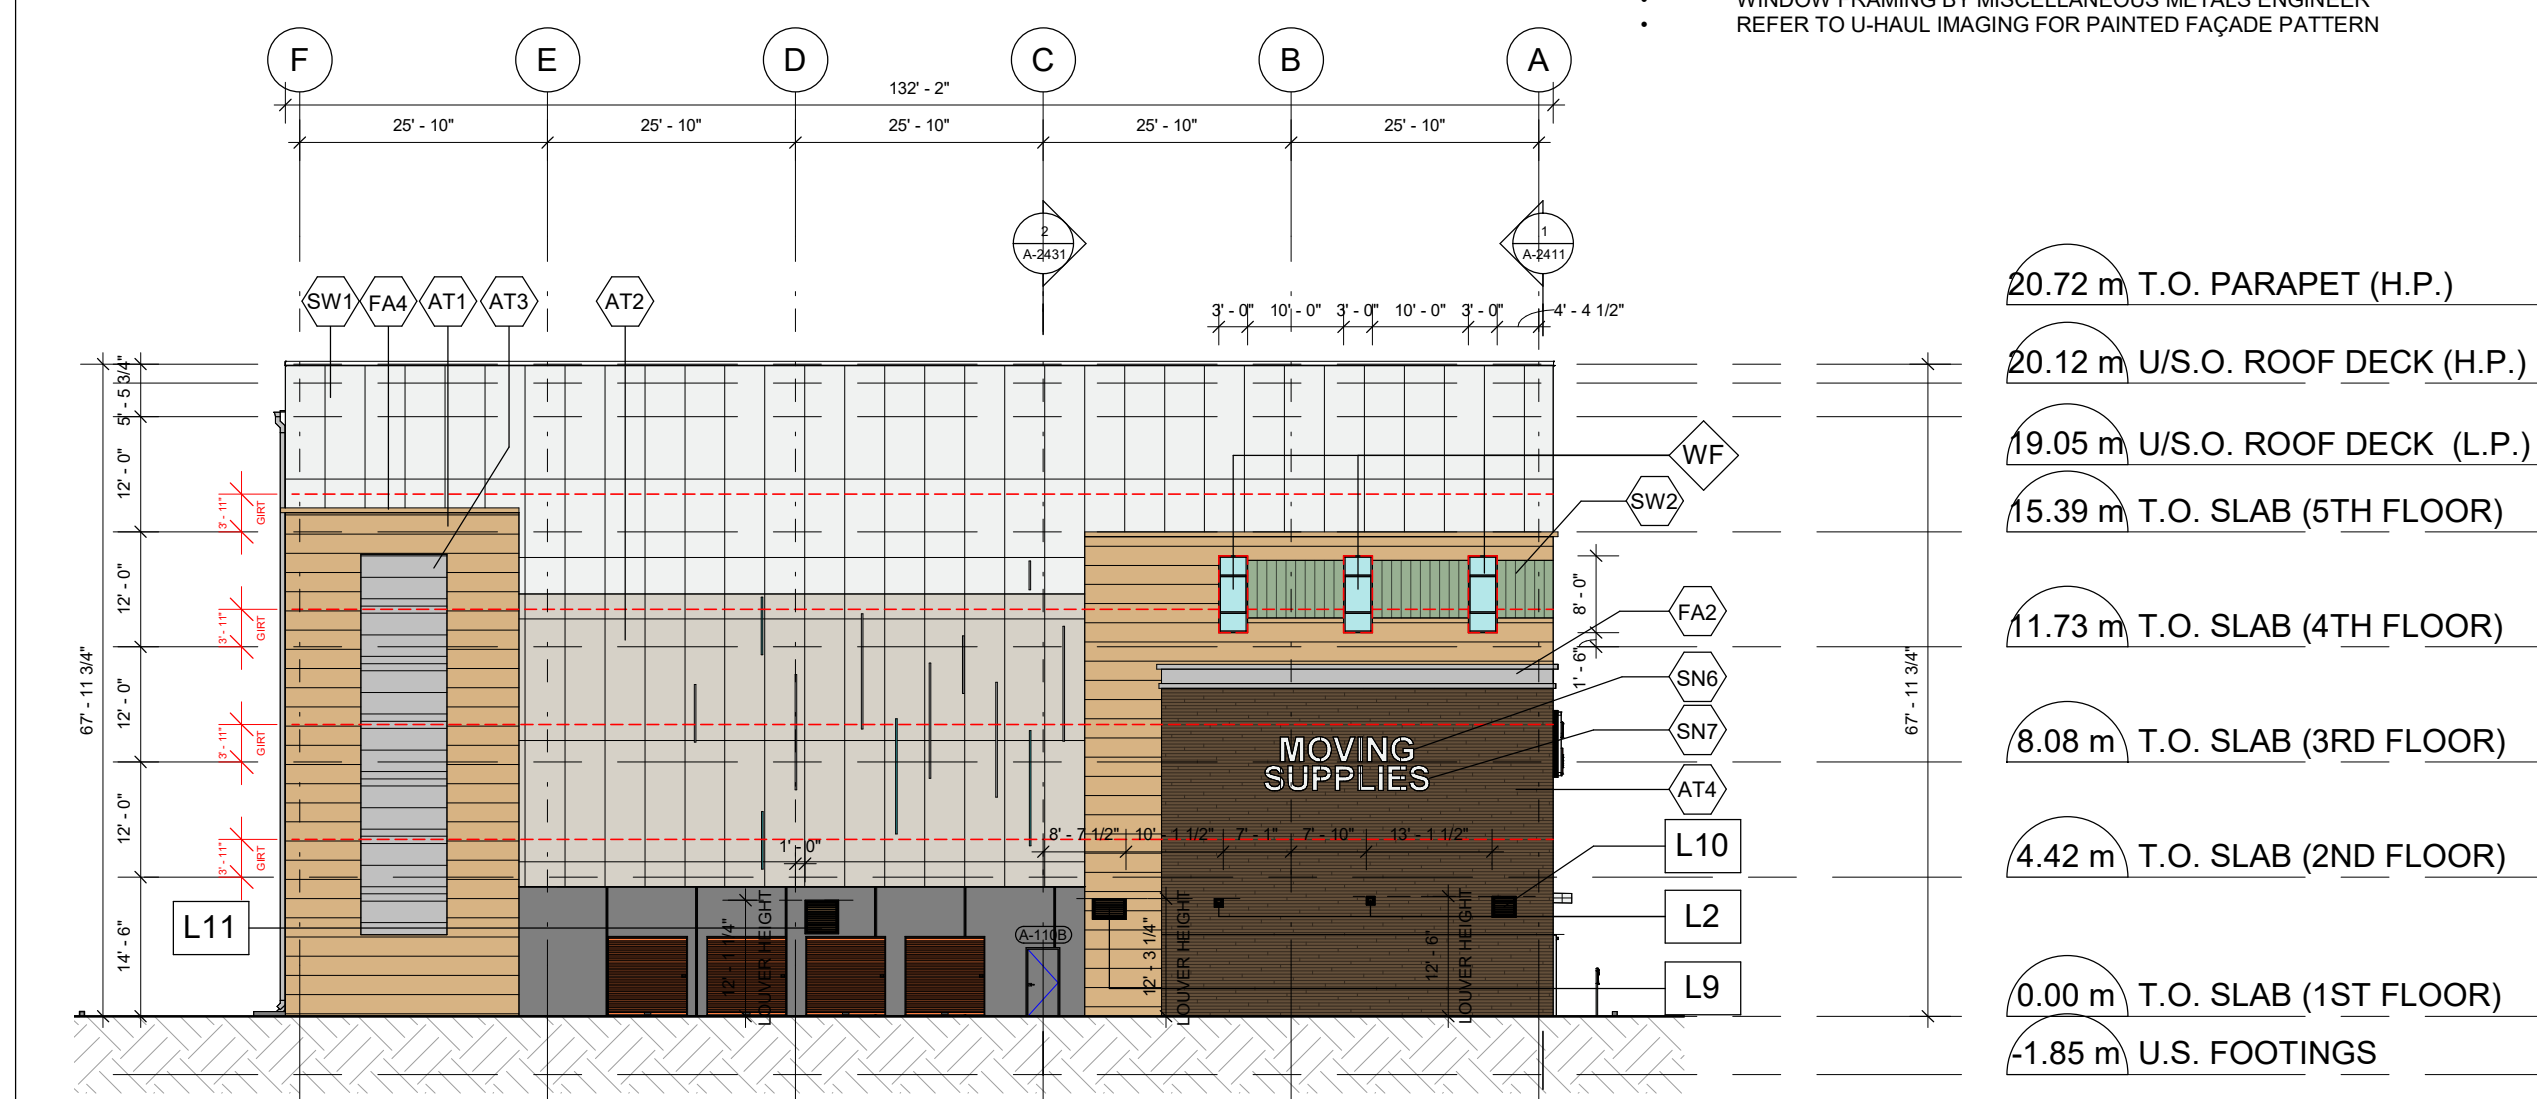 WINDOW FRAMING BY MISCELLANEOUS METALS ENGINEER
• REFER TO U-HAUL IMAGING FOR PAINTED FAÇADE PATTERN
F E D C B A
132' - 2"
25' - 10" 25' - 10" 25' - 10" 25' - 10" 25' - 10"
2
A-2431
1
A-2411
SW1 FA4 AT1 AT3 AT2
3' - 0" 10' - 0" 3' - 0" 10' - 0" 3' - 0" 4' - 4 1/2"
20.72 m T.O. PARAPET (H.P.)
20.12 m U/S.O. ROOF DECK (H.P.)
19.05 m U/S.O. ROOF DECK (L.P.)
15.39 m T.O. SLAB (5TH FLOOR)
11.73 m T.O. SLAB (4TH FLOOR)
8.08 m T.O. SLAB (3RD FLOOR)
4.42 m T.O. SLAB (2ND FLOOR)
0.00 m T.O. SLAB (1ST FLOOR)
-1.85 m U.S. FOOTINGS
67' - 11 3/4"
5' - 5 3/4"
12' - 0"
12' - 0"
12' - 0"
12' - 0"
14' - 6"
3' - 11"
GIRT
3' - 11"
GIRT
3' - 11"
GIRT
3' - 11"
GIRT
WF
SW2
8' - 0"
1' - 6"
FA2
SN6
SN7
AT4
67' - 11 3/4"
MOVING
SUPPLIES
8' - 7 1/2" 10' - 1 1/2" 7' - 1" 7' - 10" 13' - 1 1/2"
1' - 0"
L10
L2
L9
L11
A-110B
12' - 1 1/4"
LOUVER HEIGHT
12' - 3 1/4"
LOUVER HEIGHT
12' - 6"
LOUVER HEIGHT